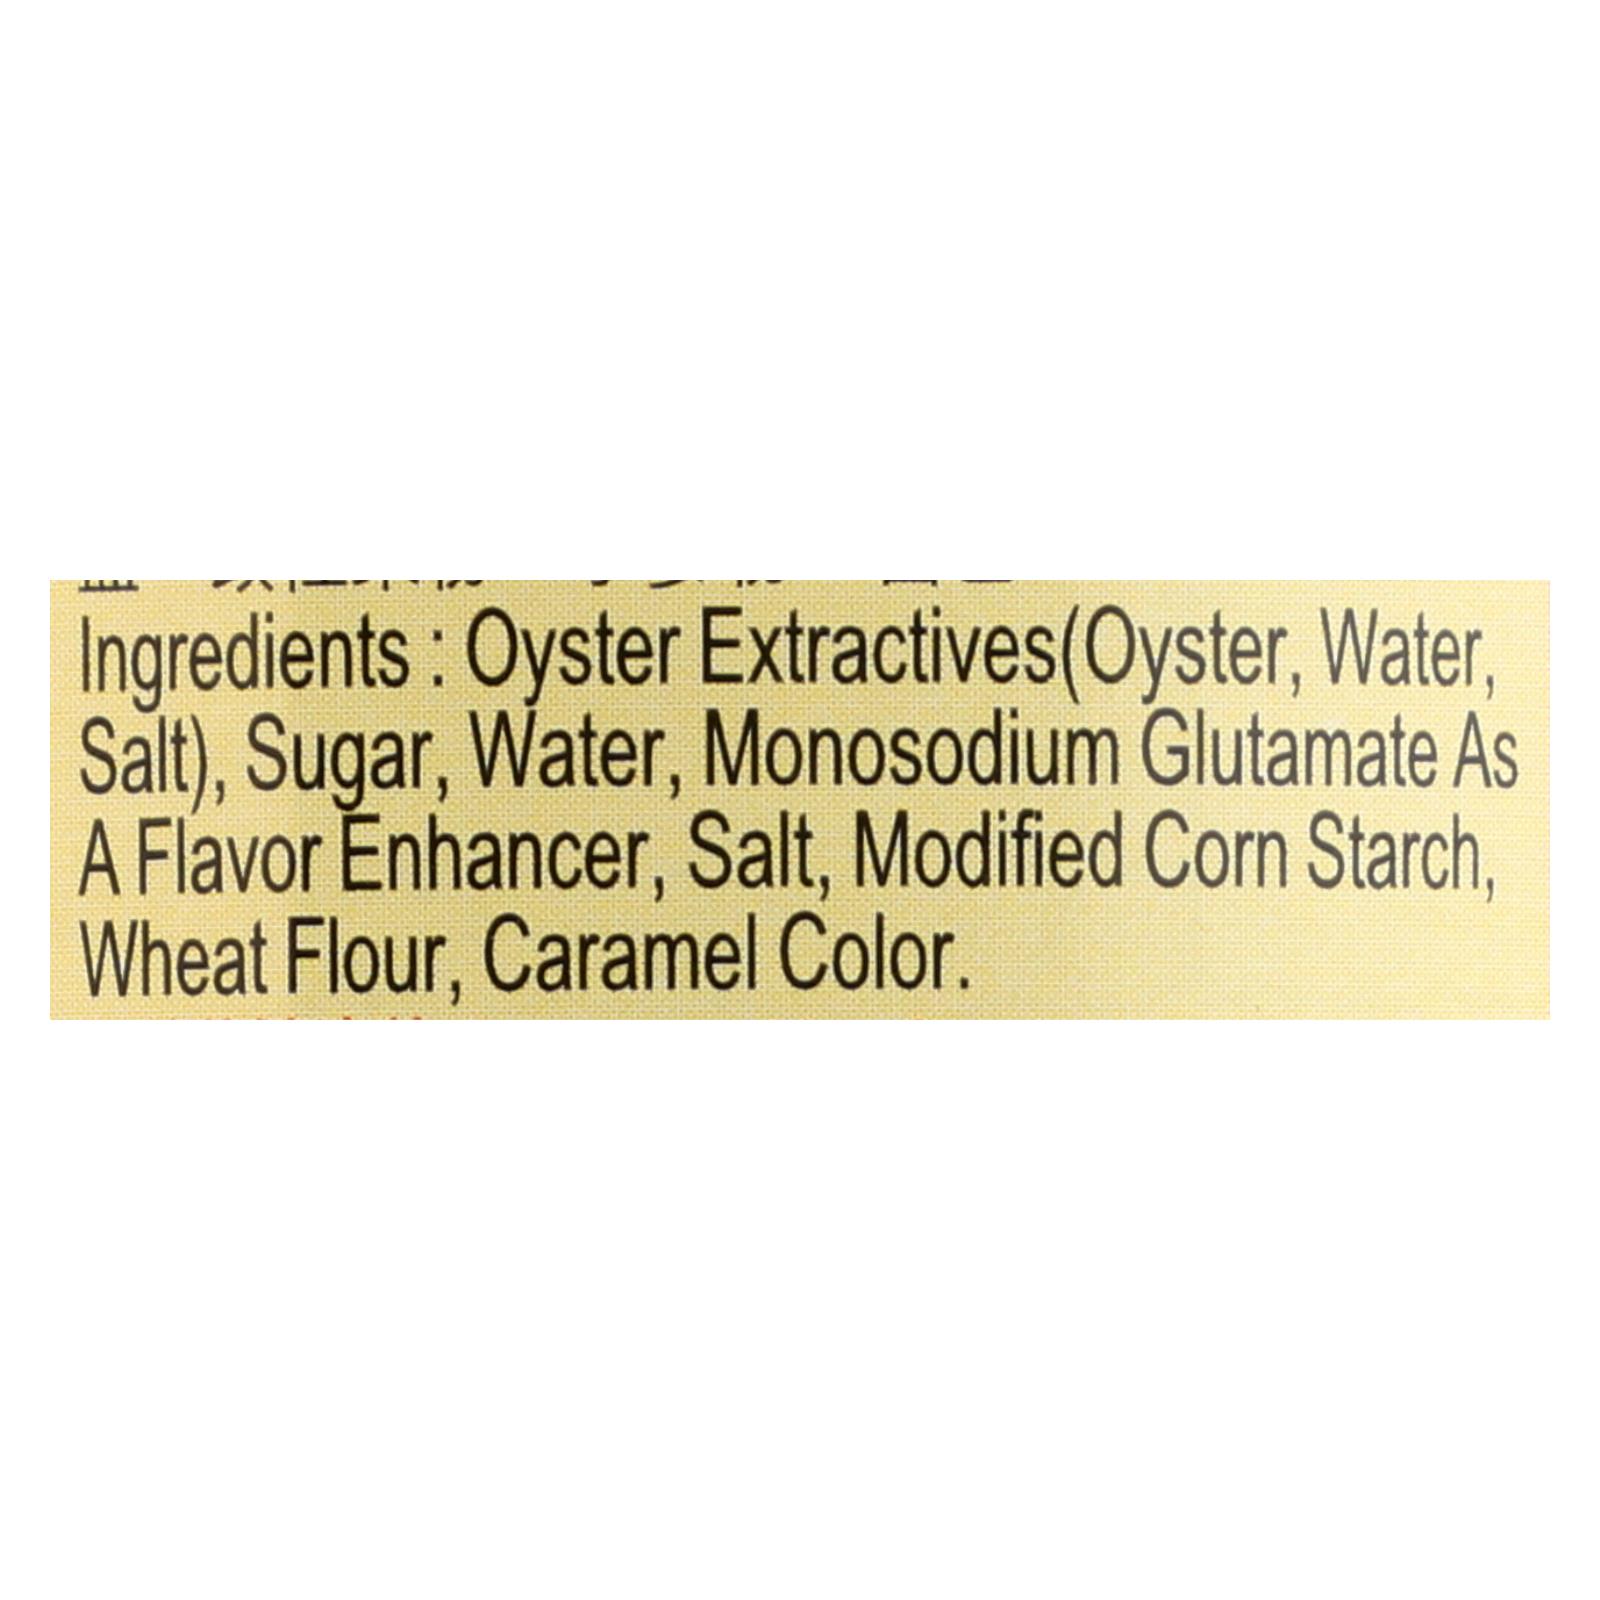 Ingredients : Oyster Extractives(Oyster, Water,
Salt), Sugar, Water, Monosodium Glutamate As
A Flavor Enhancer, Salt, Modified Corn Starch,
Wheat Flour, Caramel Color.